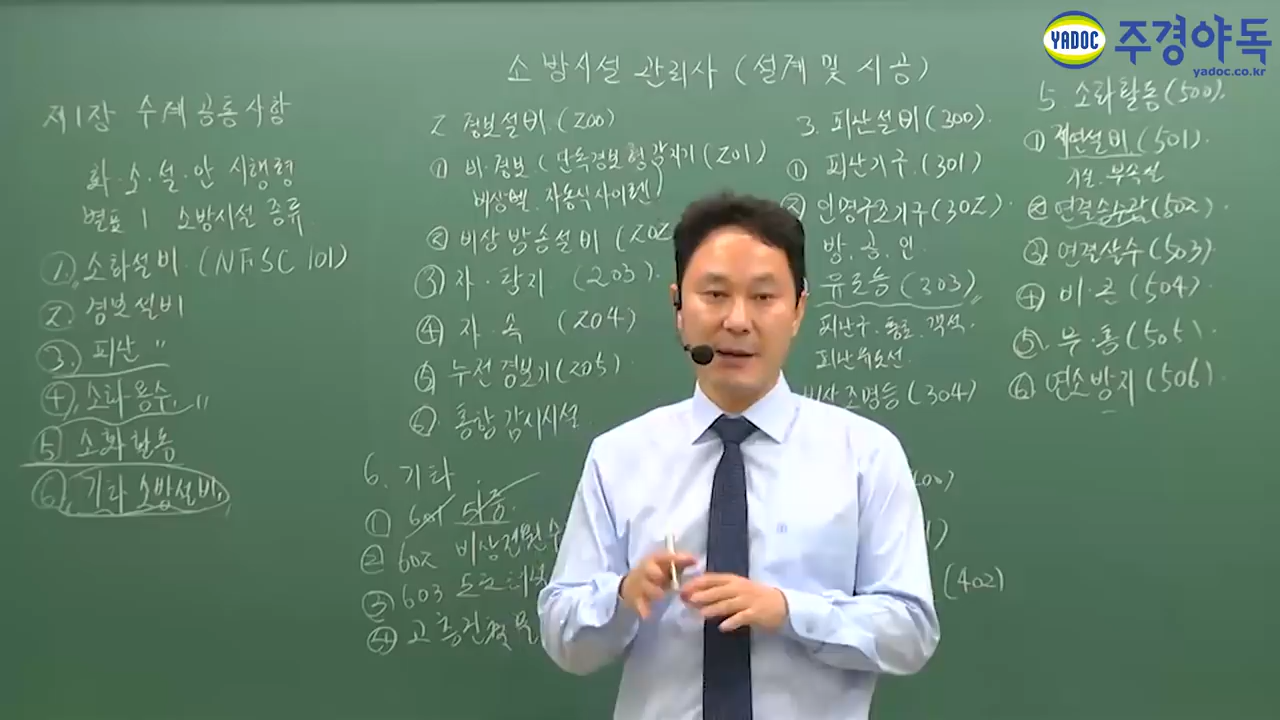 YADOC 주경야독
yadoc.co.kr
소방시설 관리사 (설계 및 시공)
제1장 수계 공통사항
화·소·설·안 시행령
별표 1 소방시설 종류
1. 소화설비 (NFSC 101)
2. 경보설비
3. 피난 "
4. 소화용수 "
5 소화활동
6. 기타 소방설비
2 경보설비 (200)
① 비·경보 (단독경보형 감지기 (201)
비상벨. 자동식사이렌)
② 비상방송설비 (202
③ 자·탐지 (203)
④ 자·속 (204)
⑤ 누전경보기 (205)
⑥ 통합감시시설
3. 피난설비 (300)
① 피난기구 (301)
② 인명구조기구 (302)
방. 공. 인.
유도등 (303)
피난구. 통로. 객석.
피난유도선.
비상조명등 (304)
00)
1)
(402)
5. 소화활동 (500)
① 제연설비 (501)
② 연결송수관 (502)
③ 연결살수 (503)
④ 비·콘 (504)
⑤ 무·통 (505)
⑥ 연소방지 (506)
6. 기타
① 601
② 602 비상전원수
③ 603 도로터널
④ 고층건축물